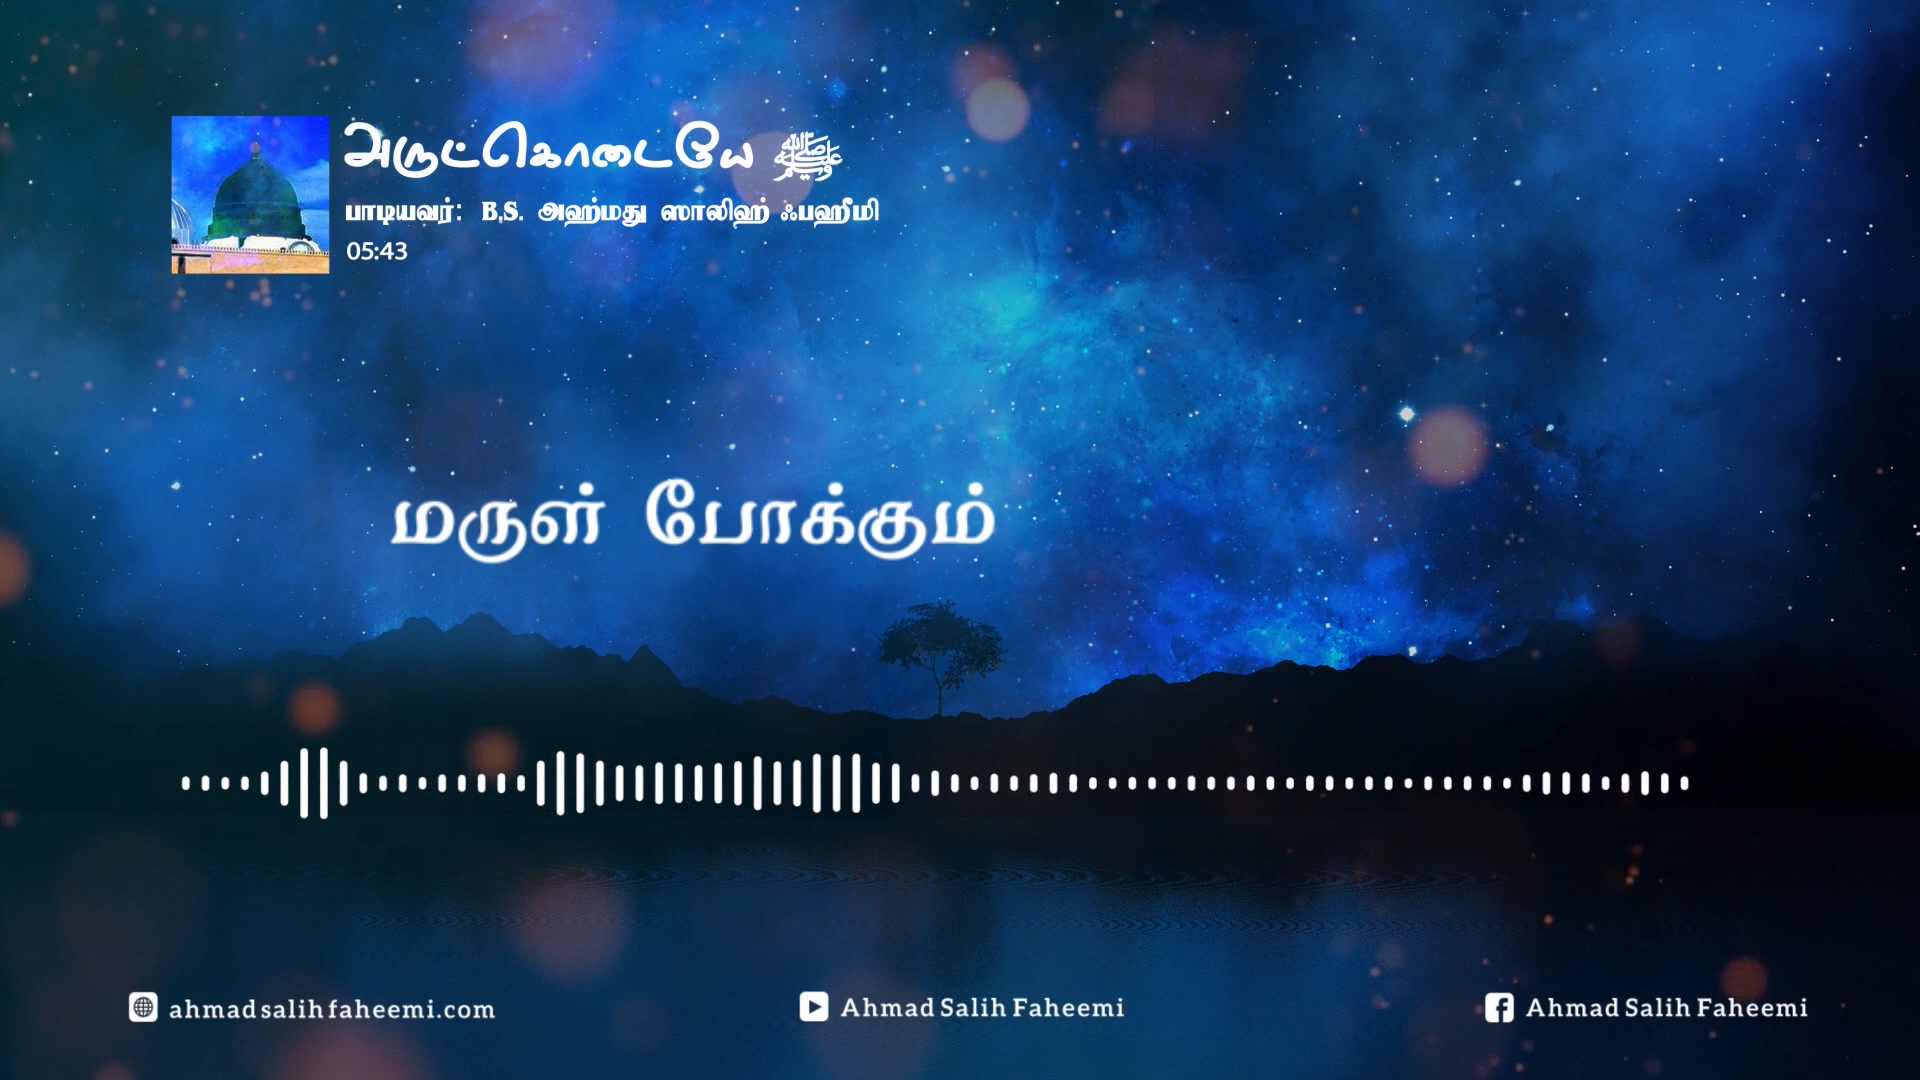 அருட்கொடையே ﷺ
பாடியவர்: B,S. அஹ்மது ஸாலிஹ் ஃபஹீமி
05:43
மருள் போக்கும்
ahmadsalihfaheemi.com
Ahmad Salih Faheemi
Ahmad Salih Faheemi